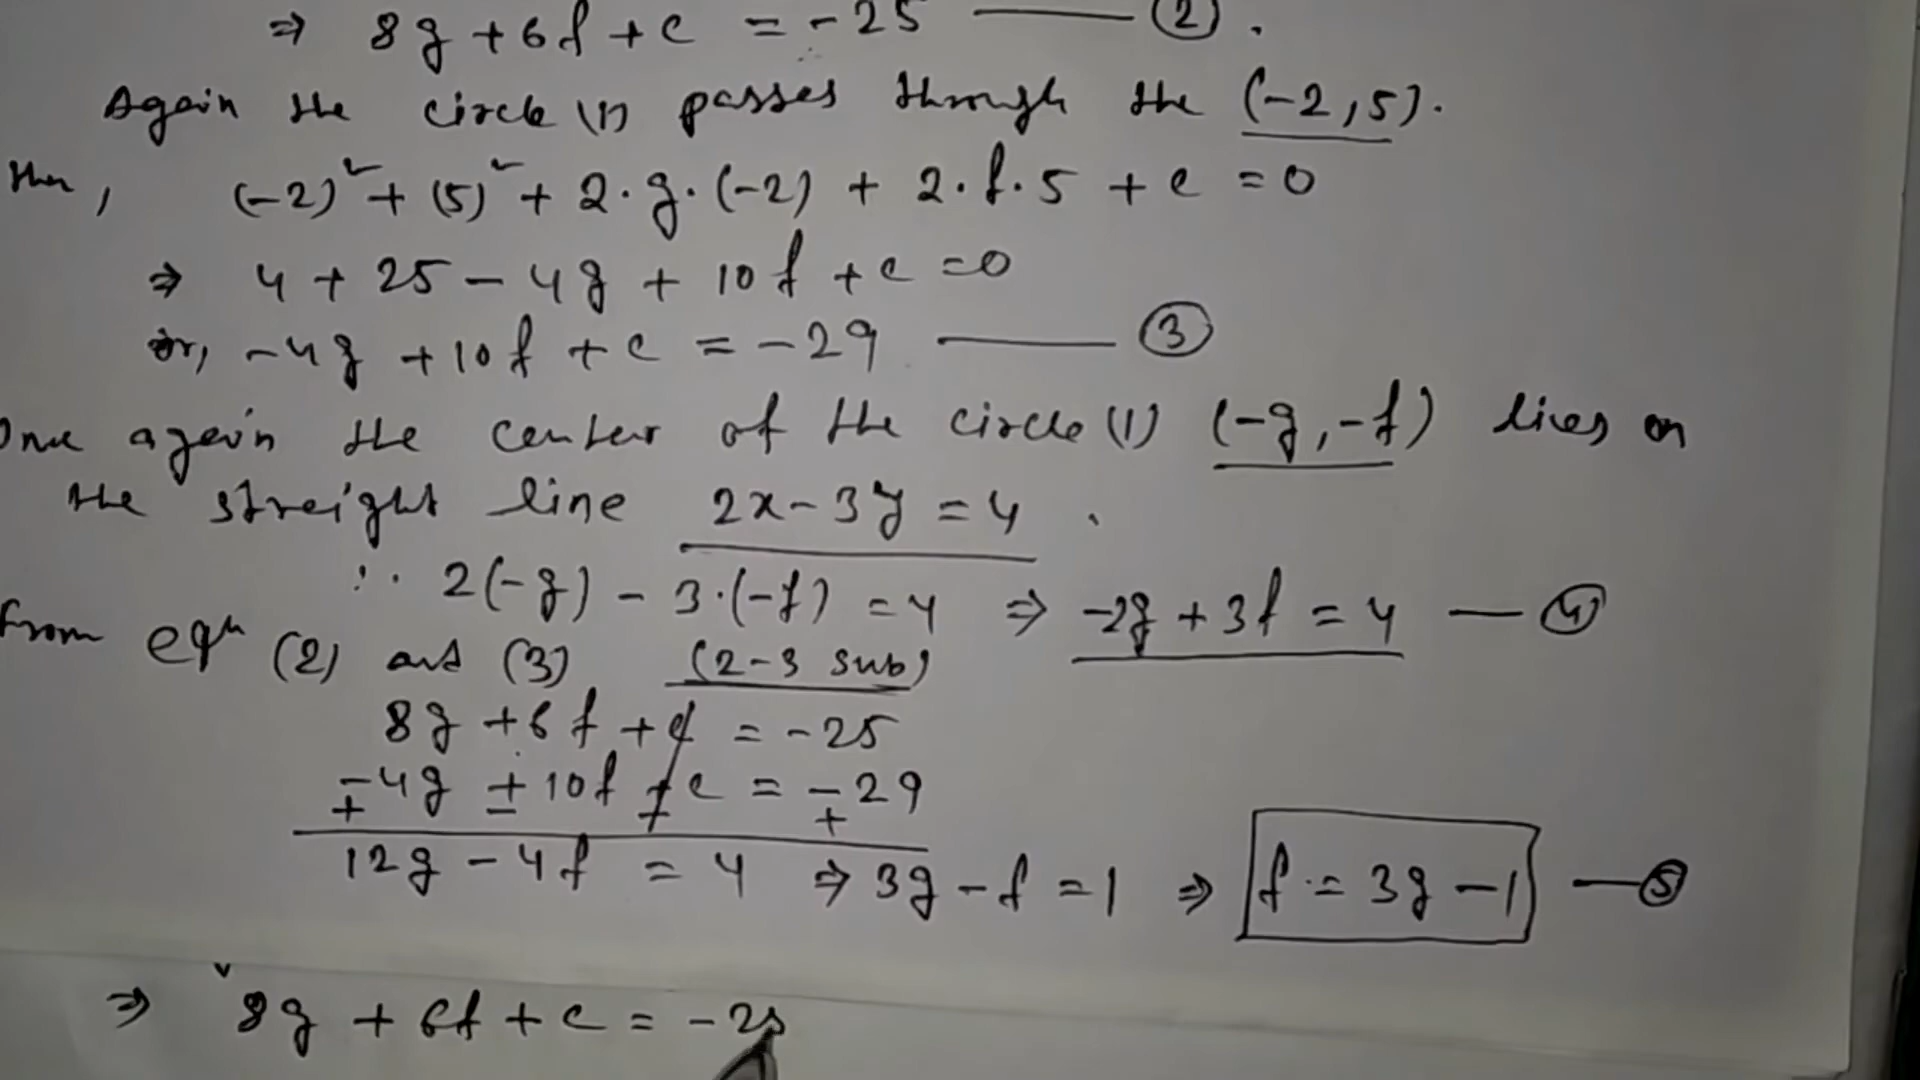 ⇒ 8g + 6f + c = -25 —— (2).
Again the circle (1) passes through the (-2, 5).
then, (-2)² + (5)² + 2·g·(-2) + 2·f·5 + c = 0
⇒ 4 + 25 - 4g + 10f + c = 0
or, -4g + 10f + c = -29 —— (3)
again the center of the circle (1) (-g, -f) lies on
the streight line 2x - 3y = 4.
∴ 2(-g) - 3·(-f) = 4 ⇒ -2g + 3f = 4 — (4)
From eqn (2) and (3) (2-3 sub)
8g + 6f + c = -25
-4g + 10f + c = -29
+ - - +
12g - 4f = 4 ⇒ 3g - f = 1 ⇒ f = 3g - 1 — (5)
⇒ 8g + 6f + c = -25